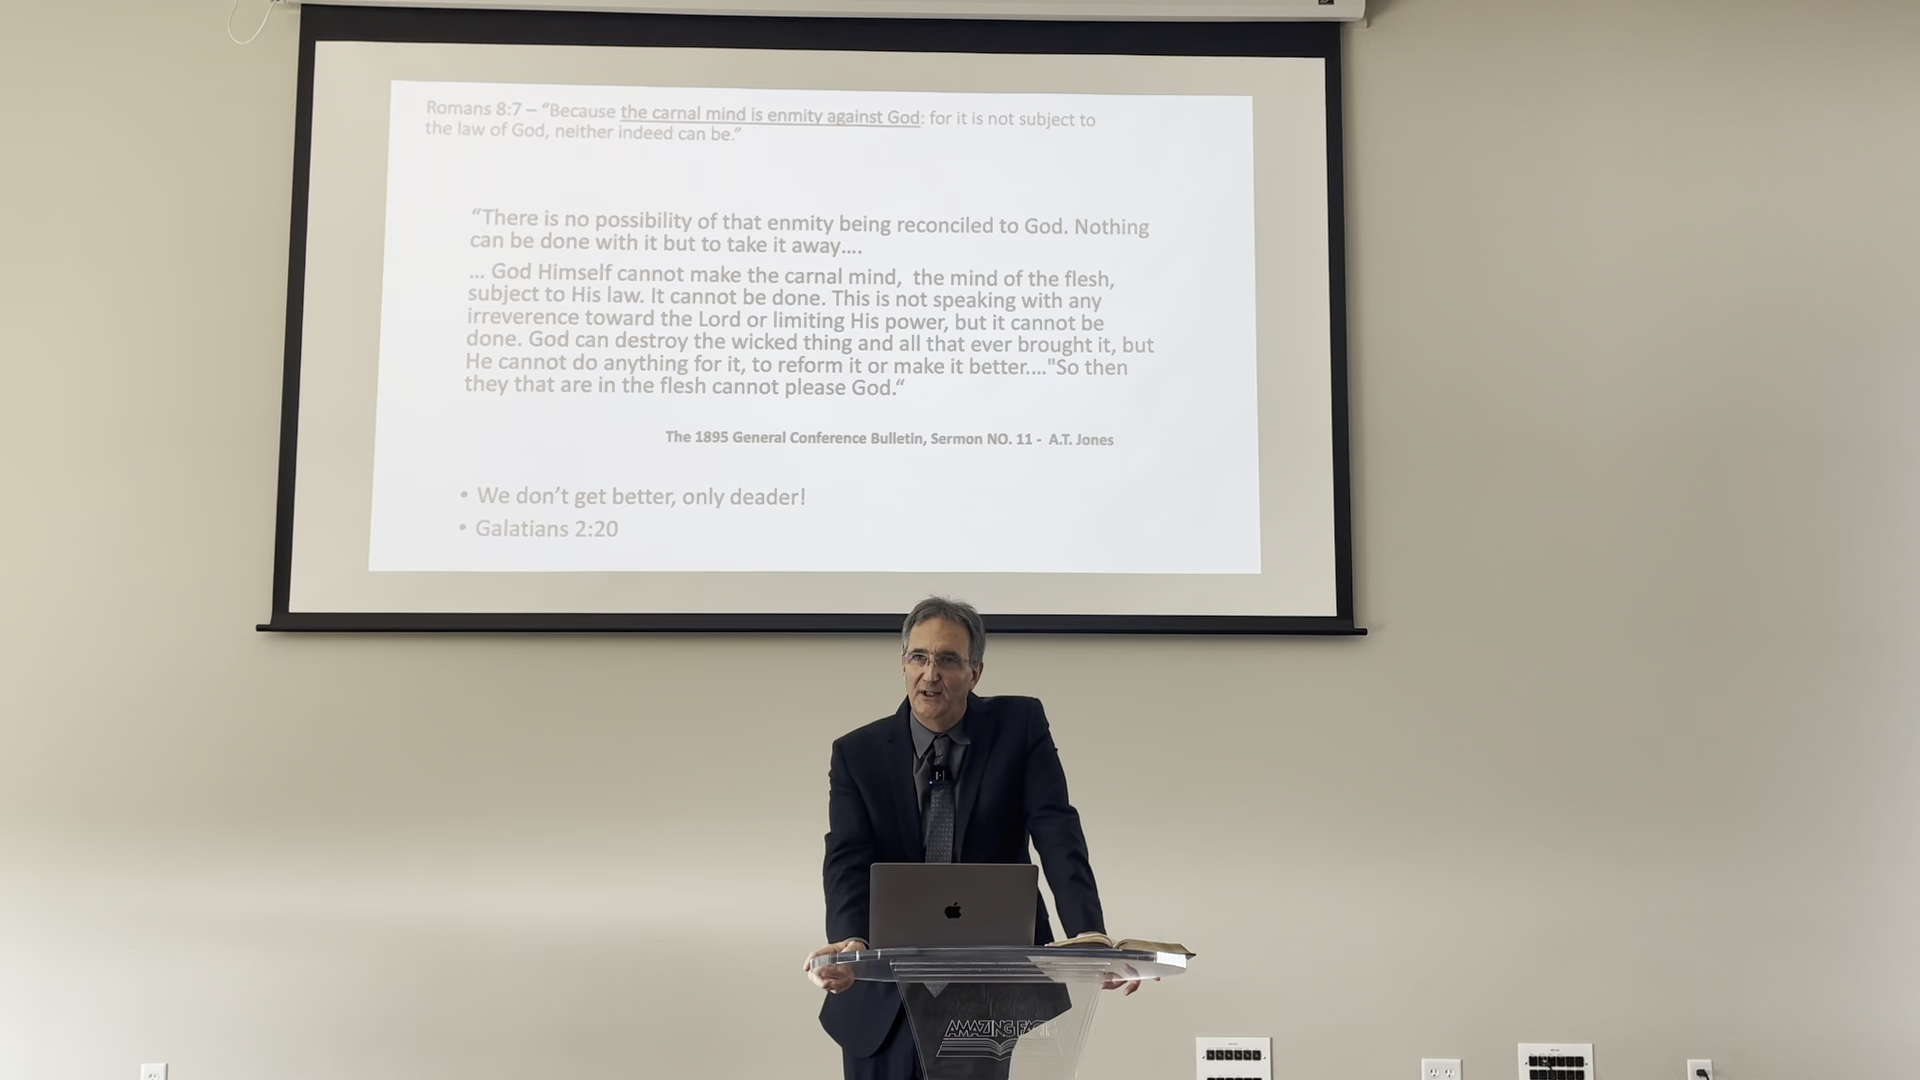 Romans 8:7 – “Because the carnal mind is enmity against God: for it is not subject to
the law of God, neither indeed can be.”
“There is no possibility of that enmity being reconciled to God. Nothing
can be done with it but to take it away....
... God Himself cannot make the carnal mind, the mind of the flesh,
subject to His law. It cannot be done. This is not speaking with any
irreverence toward the Lord or limiting His power, but it cannot be
done. God can destroy the wicked thing and all that ever brought it, but
He cannot do anything for it, to reform it or make it better...."So then
they that are in the flesh cannot please God.“
The 1895 General Conference Bulletin, Sermon NO. 11 - A.T. Jones
• We don’t get better, only deader!
• Galatians 2:20
AMAZING FACTS